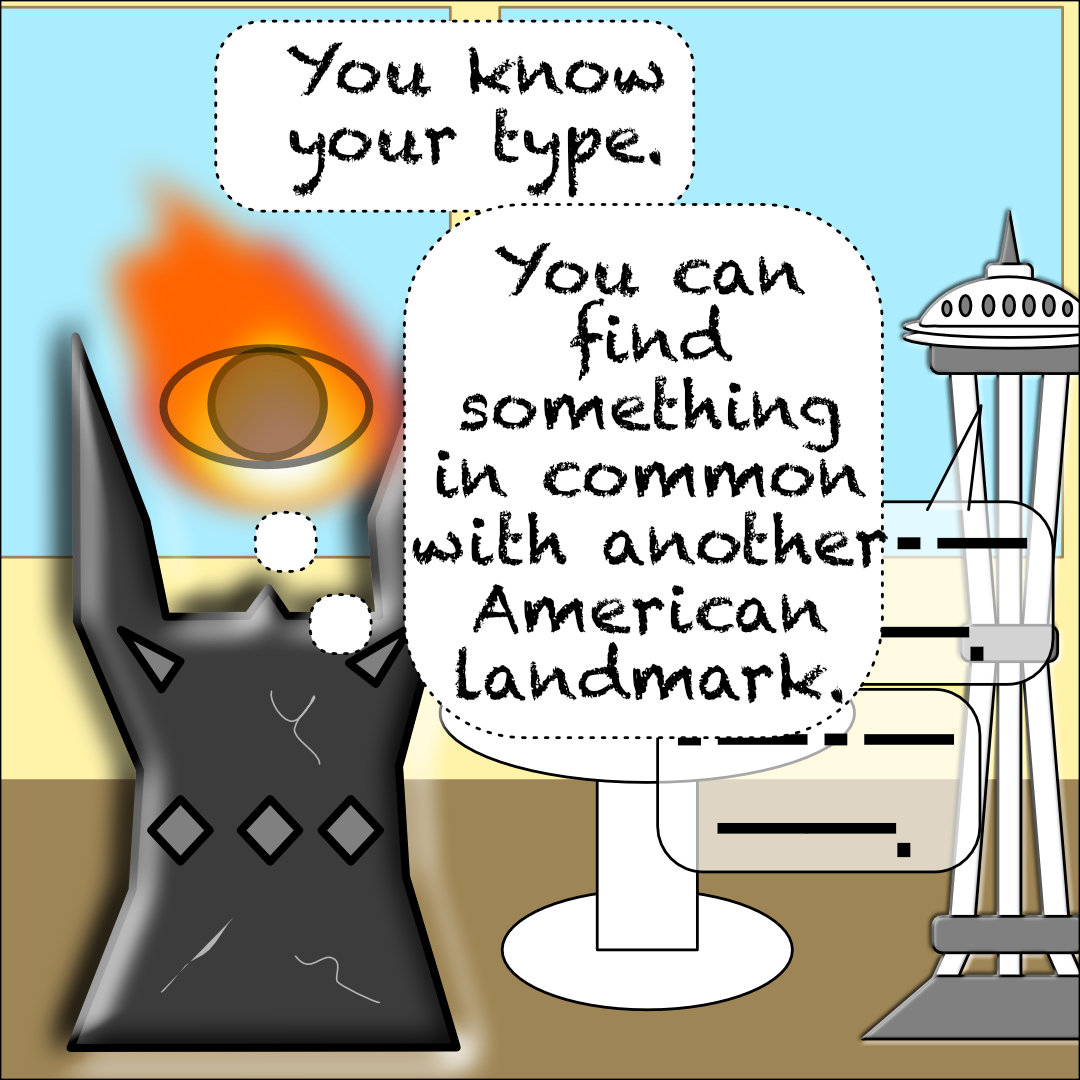 You know
your type.
You can
find
something
in common
with another
American
landmark.